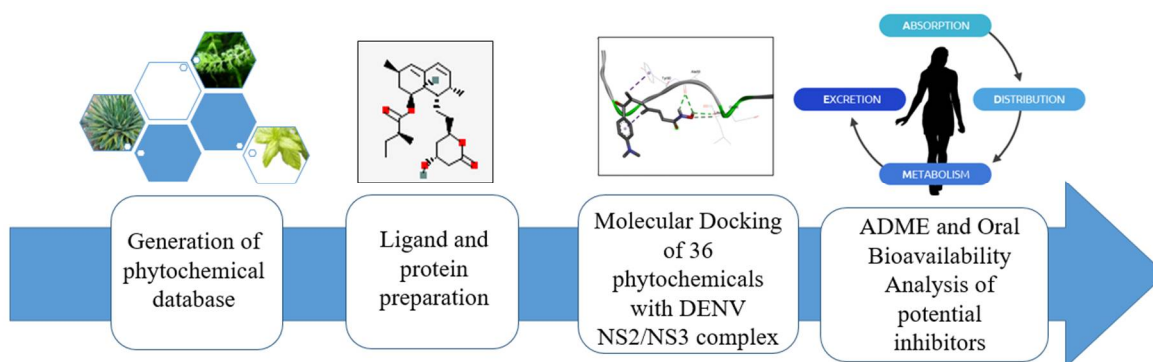 ABSORPTION
EXCRETION
DISTRIBUTION
METABOLISM
Generation of
phytochemical
database
Ligand and
protein
preparation
Molecular Docking
of 36
phytochemicals
with DENV
NS2/NS3 complex
ADME and Oral
Bioavailability
Analysis of
potential
inhibitors